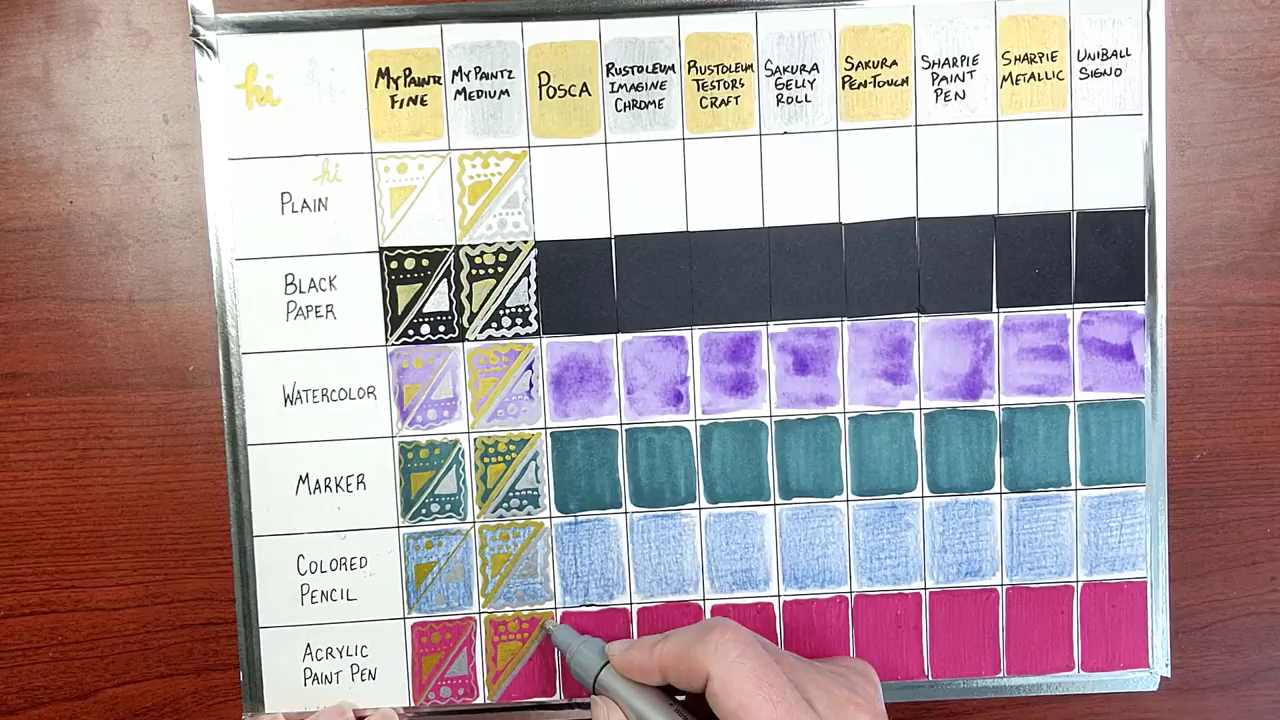 hi
MyPaintz
FINE
MyPaintz
MEDIUM
POSCA
RUSTOLEUM
IMAGINE
CHROME
RUSTOLEUM
TESTORS
CRAFT
SAKURA
GELLY
ROLL
SAKURA
PEN-TOUCH
SHARPIE
PAINT
PEN
SHARPIE
METALLIC
UNIBALL
SIGNO
hi
PLAIN
BLACK
PAPER
WATERCOLOR
MARKER
COLORED
PENCIL
ACRYLIC
PAINT PEN